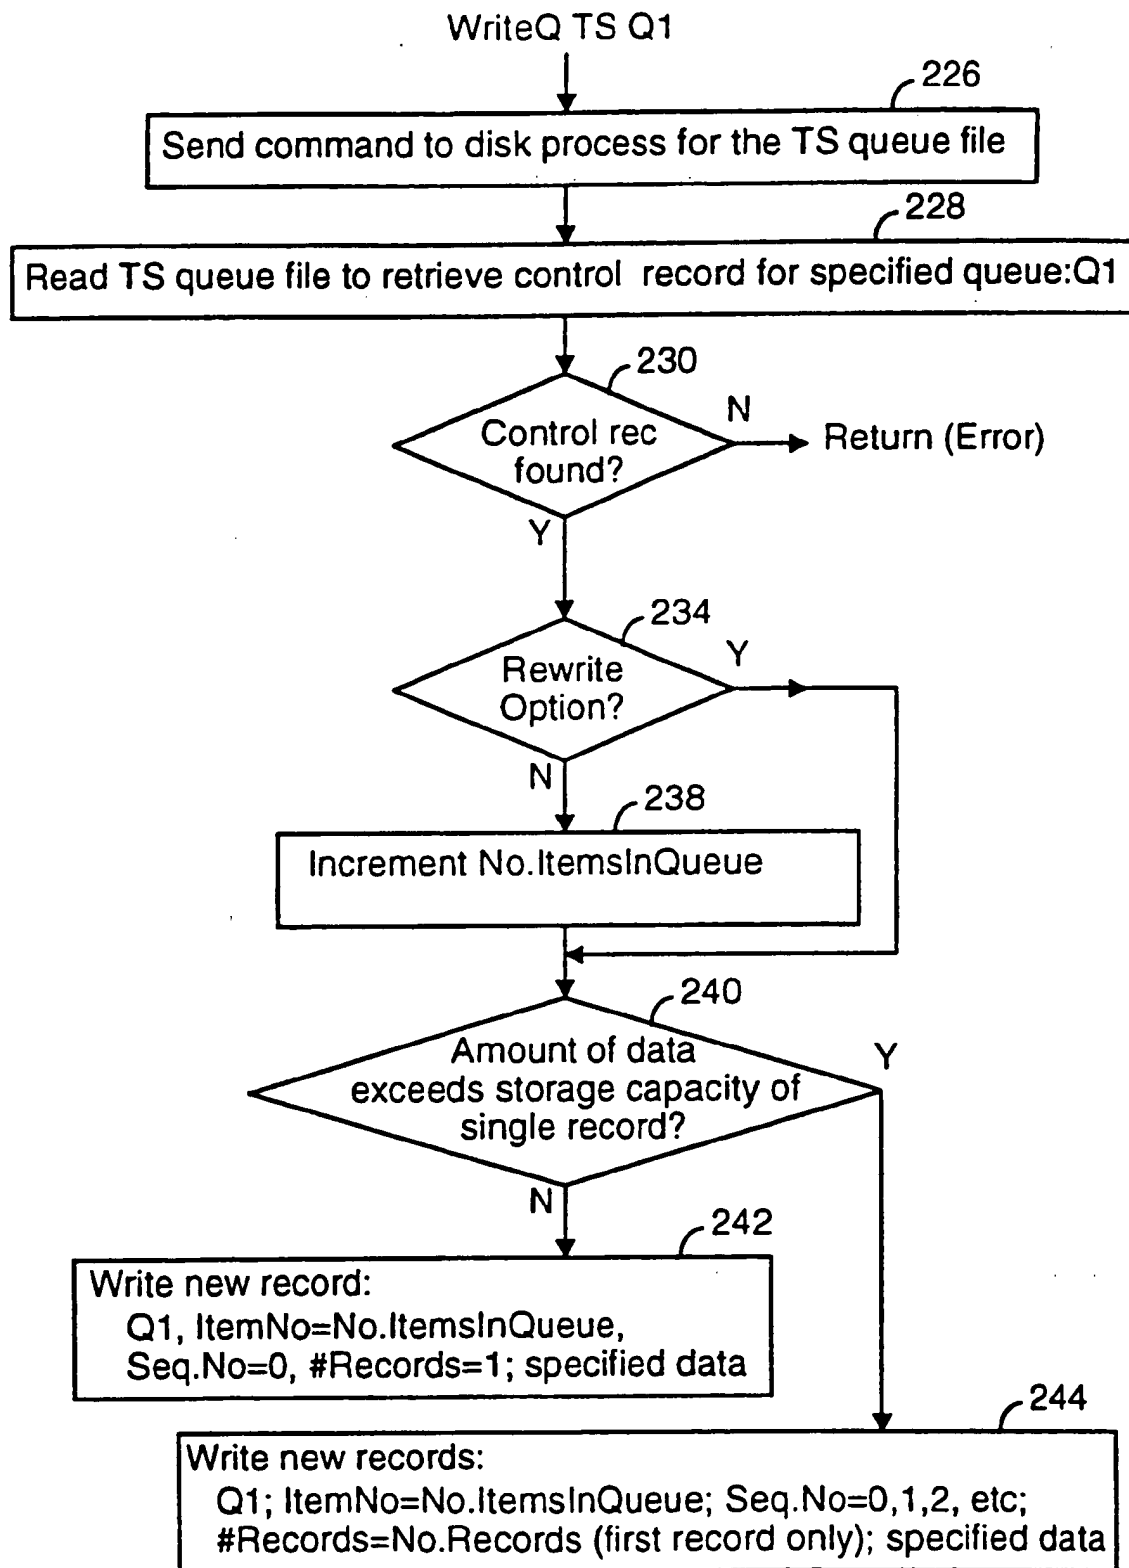 WriteQ TS Q1
226
Send command to disk process for the TS queue file
228
Read TS queue file to retrieve control record for specified queue:Q1
230
Control rec
found?
N
Return (Error)
Y
234
Rewrite
Option?
Y
N
238
Increment No.ItemsInQueue
240
Amount of data
exceeds storage capacity of
single record?
Y
N
242
Write new record:
Q1, ItemNo=No.ItemsInQueue,
Seq.No=0, #Records=1; specified data
244
Write new records:
Q1; ItemNo=No.ItemsInQueue; Seq.No=0,1,2, etc;
#Records=No.Records (first record only); specified data